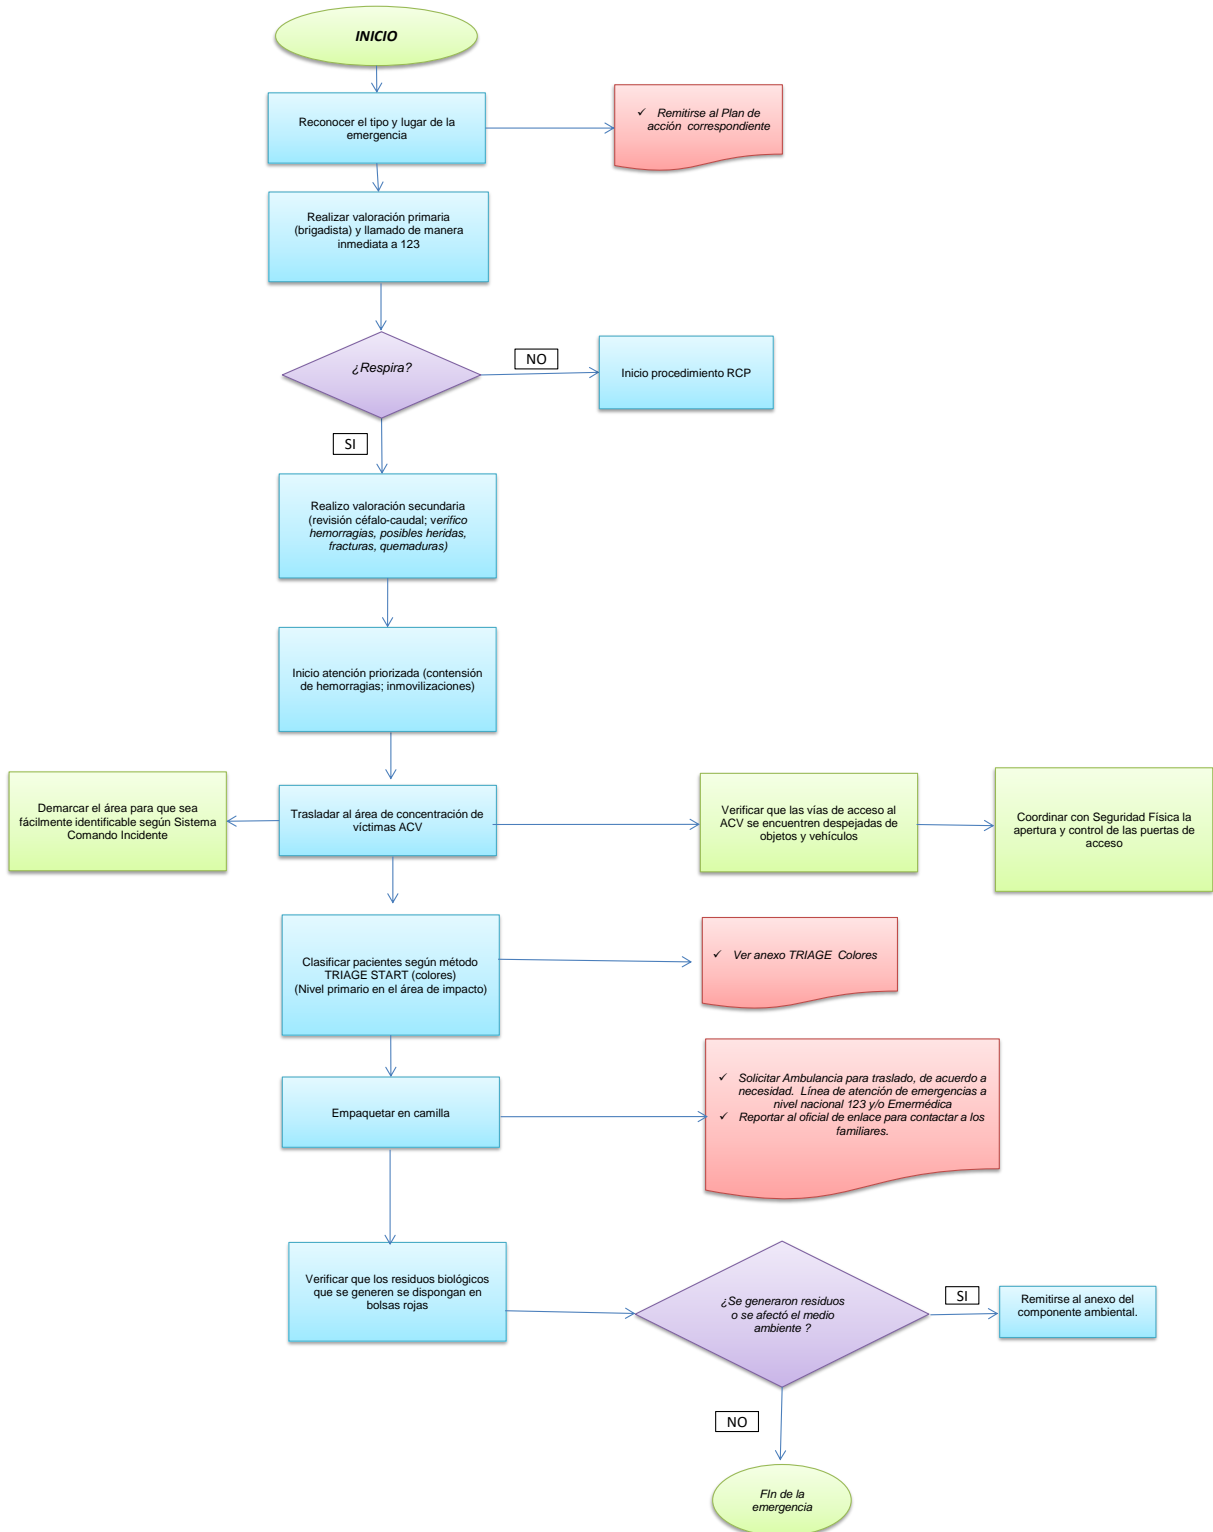 INICIO
Reconocer el tipo y lugar de la
emergencia
✓ Remitirse al Plan de
acción correspondiente
Realizar valoración primaria
(brigadista) y llamado de manera
inmediata a 123
¿Respira?
NO
Inicio procedimiento RCP
SI
Realizo valoración secundaria
(revisión céfalo-caudal; verifico
hemorragias, posibles heridas,
fracturas, quemaduras)
Inicio atención priorizada (contensión
de hemorragias; inmovilizaciones)
Demarcar el área para que sea
fácilmente identificable según Sistema
Comando Incidente
Trasladar al área de concentración de
víctimas ACV
Verificar que las vías de acceso al
ACV se encuentren despejadas de
objetos y vehículos
Coordinar con Seguridad Física la
apertura y control de las puertas de
acceso
Clasificar pacientes según método
TRIAGE START (colores)
(Nivel primario en el área de impacto)
✓ Ver anexo TRIAGE Colores
Empaquetar en camilla
✓ Solicitar Ambulancia para traslado, de acuerdo a
necesidad. Línea de atención de emergencias a
nivel nacional 123 y/o Emermédica
✓ Reportar al oficial de enlace para contactar a los
familiares.
Verificar que los residuos biológicos
que se generen se dispongan en
bolsas rojas
¿Se generaron residuos
o se afectó el medio
ambiente ?
SI
Remitirse al anexo del
componente ambiental.
NO
FIn de la
emergencia